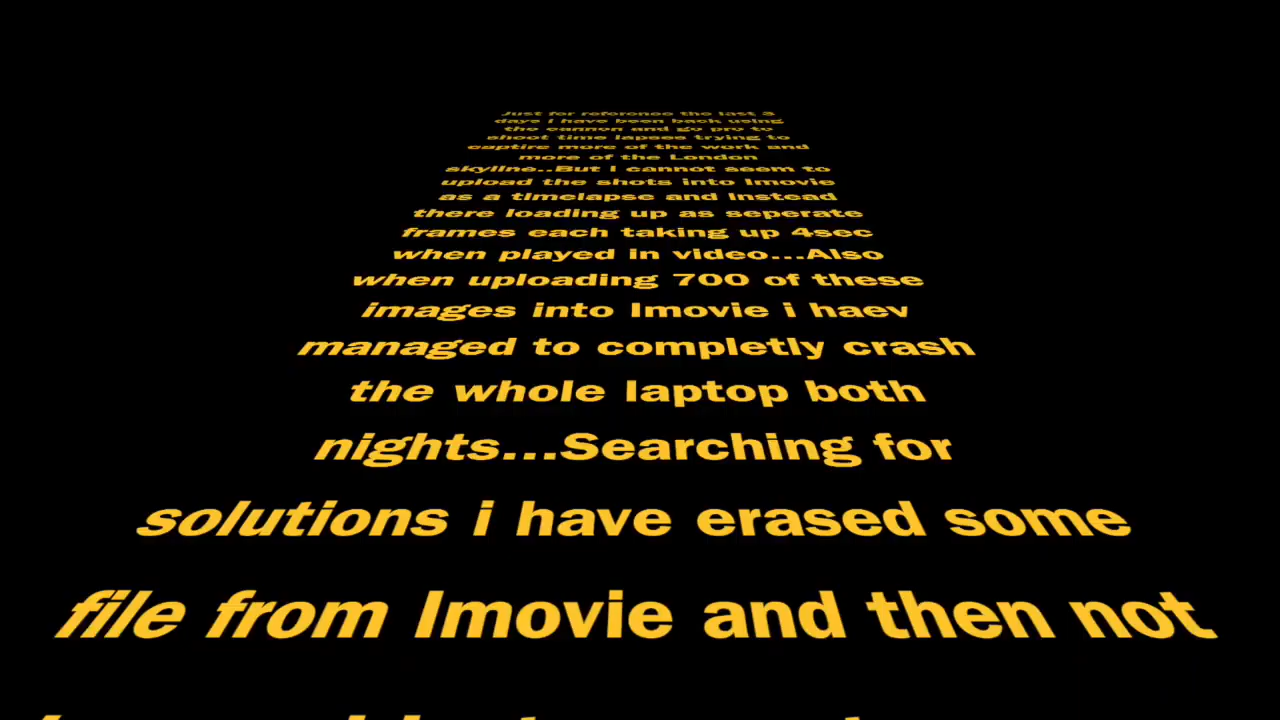 Just for reference the last 3
days i have been back using
the cannon and go pro to
shoot time lapses trying to
captire more of the work and
more of the London
skyline..But i cannot seem to
upload the shots into Imovie
as a timelapse and instead
there loading up as seperate
frames each taking up 4sec
when played in video...Also
when uploading 700 of these
images into Imovie i haev
managed to completly crash
the whole laptop both
nights...Searching for
solutions i have erased some
file from Imovie and then not